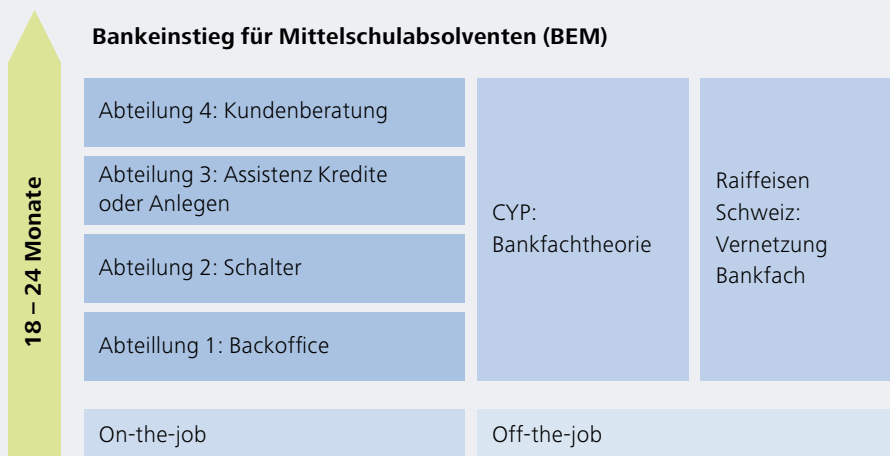 Bankeinstieg für Mittelschulabsolventen (BEM)
18 – 24 Monate
Abteilung 4: Kundenberatung
Abteilung 3: Assistenz Kredite
oder Anlegen
Abteilung 2: Schalter
Abteillung 1: Backoffice
CYP:
Bankfachtheorie
Raiffeisen
Schweiz:
Vernetzung
Bankfach
On-the-job
Off-the-job